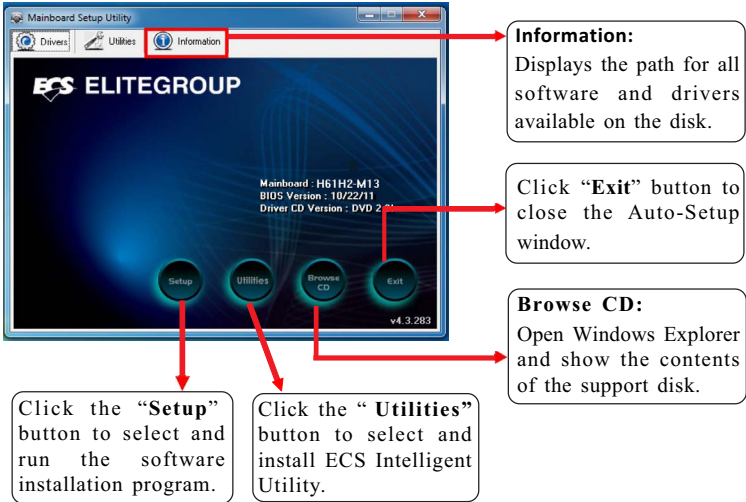 Mainboard Setup Utility
Drivers
Utilities
Information
ECS ELITEGROUP
Mainboard : H61H2-M13
BIOS Version : 10/22/11
Driver CD Version : DVD
Setup
Utilities
Browse
CD
Exit
v4.3.283
Information:
Displays the path for all
software and drivers
available on the disk.
Click “Exit” button to
close the Auto-Setup
window.
Browse CD:
Open Windows Explorer
and show the contents
of the support disk.
Click the “Setup”
button to select and
run the software
installation program.
Click the “ Utilities”
button to select and
install ECS Intelligent
Utility.